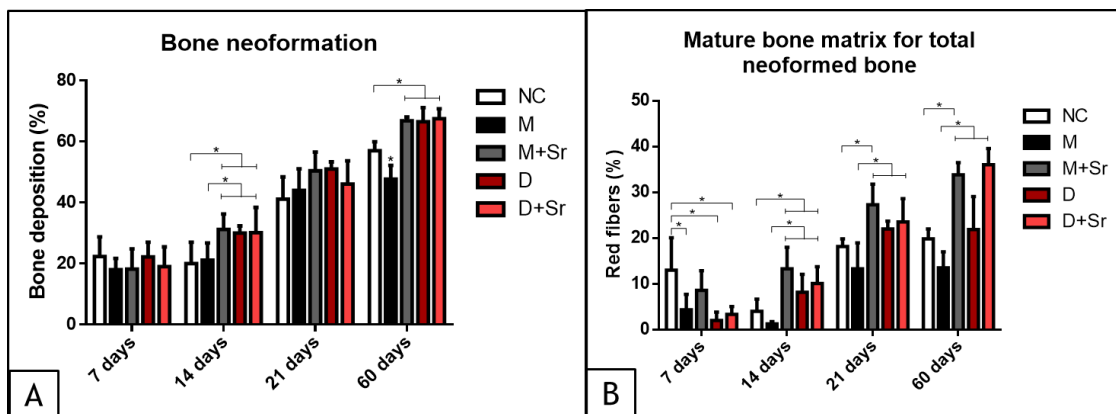 Bone neoformation
Bone deposition (%)
80
60
40
20
0
*
*
*
*
7 days
14 days
21 days
60 days
NC
M
M+Sr
D
D+Sr
A
Mature bone matrix for total
neoformed bone
Red fibers (% )
50
40
30
20
10
0
*
*
*
*
*
*
*
*
*
7 days
14 days
21 days
60 days
NC
M
M+Sr
D
D+Sr
B